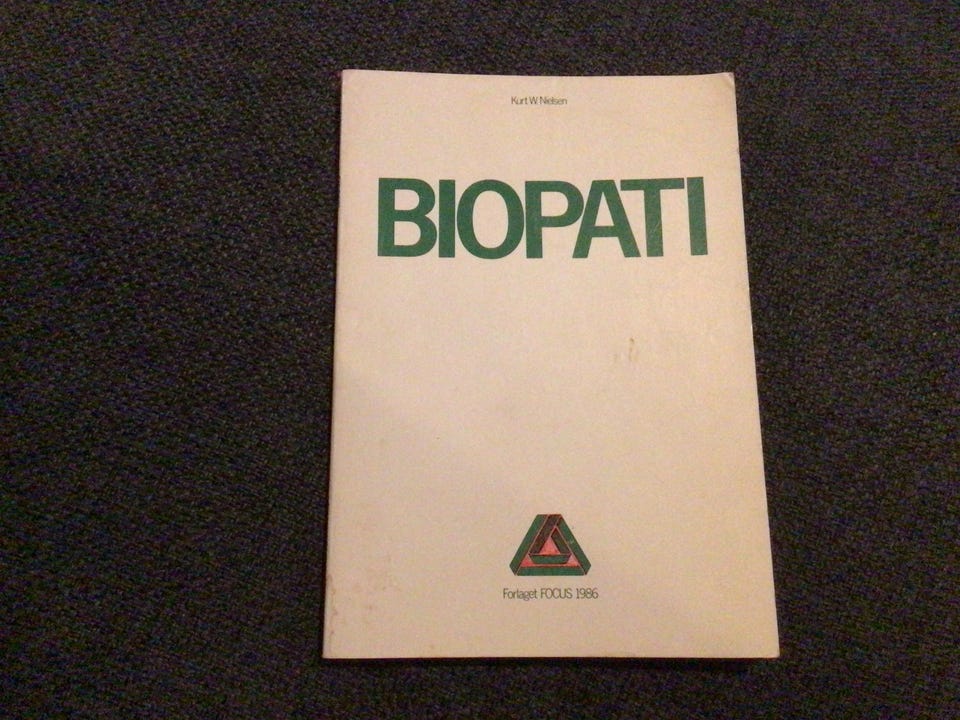 Kurt W. Nielsen
BIOPATI
Forlaget FOCUS 1986